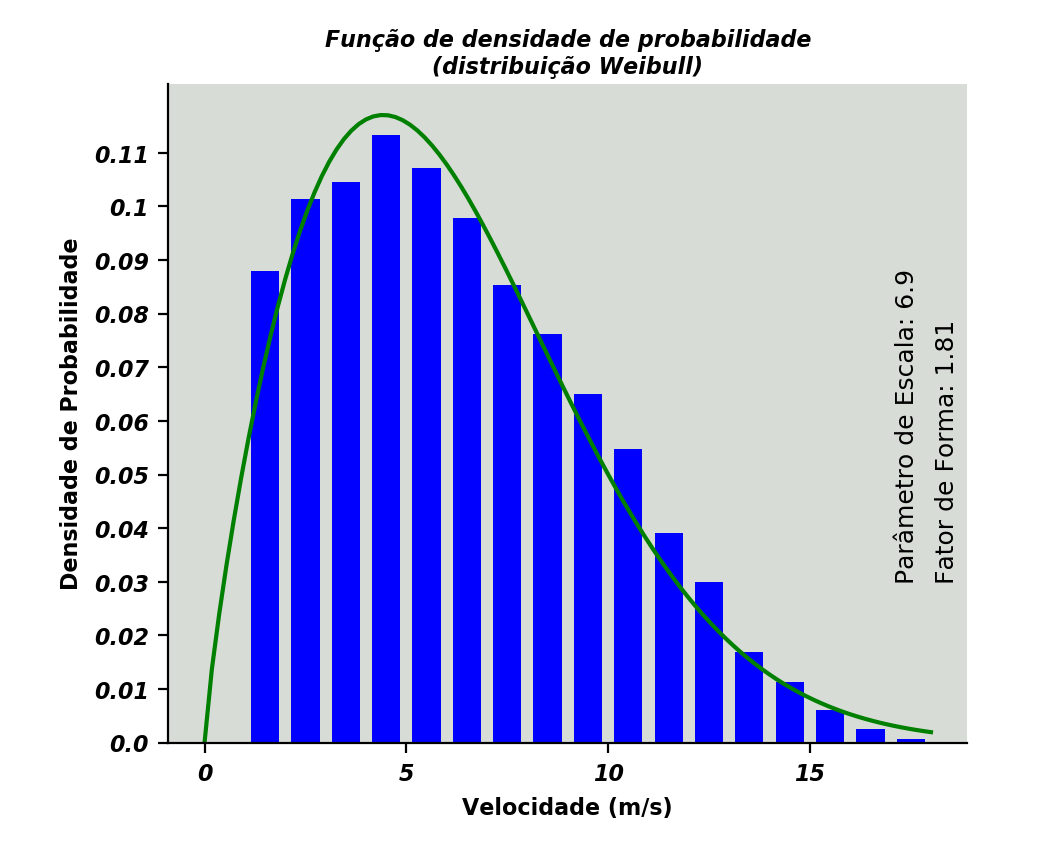 Função de densidade de probabilidade
(distribuição Weibull)
Densidade de Probabilidade
0.11
0.1
0.09
0.08
0.07
0.06
0.05
0.04
0.03
0.02
0.01
0.0
Parâmetro de Escala: 6.9
Fator de Forma: 1.81
0 5 10 15
Velocidade (m/s)